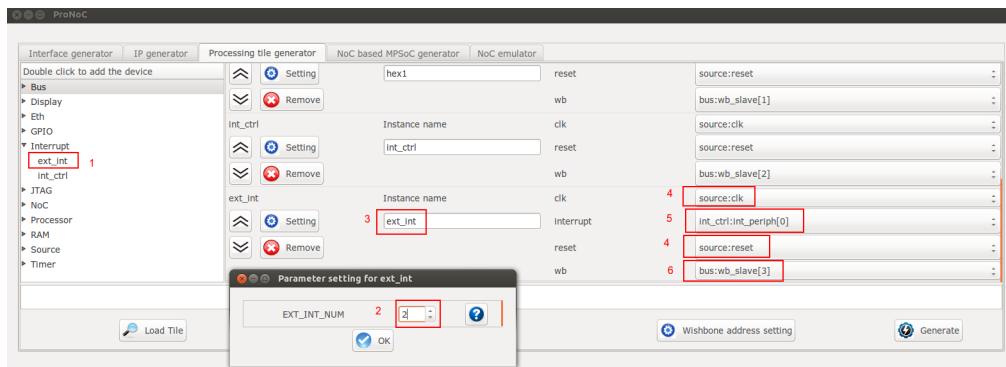 ProNoC
Interface generator IP generator Processing tile generator NoC based MPSoC generator NoC emulator
Double click to add the device
Bus
Display
Eth
GPIO
Interrupt
ext_int 1
int_ctrl
JTAG
NoC
Processor
RAM
Source
Timer
Setting hex1 reset source:reset
Remove wb bus:wb_slave[1]
int_ctrl Instance name clk source:clk
Setting int_ctrl reset source:reset
Remove wb bus:wb_slave[2]
ext_int Instance name clk 4 source:clk
Setting 3 ext_int interrupt 5 int_ctrl:int_periph[0]
Remove reset 4 source:reset
wb 6 bus:wb_slave[3]
Parameter setting for ext_int
EXT_INT_NUM 2 2 ?
OK
Load Tile Wishbone address setting Generate